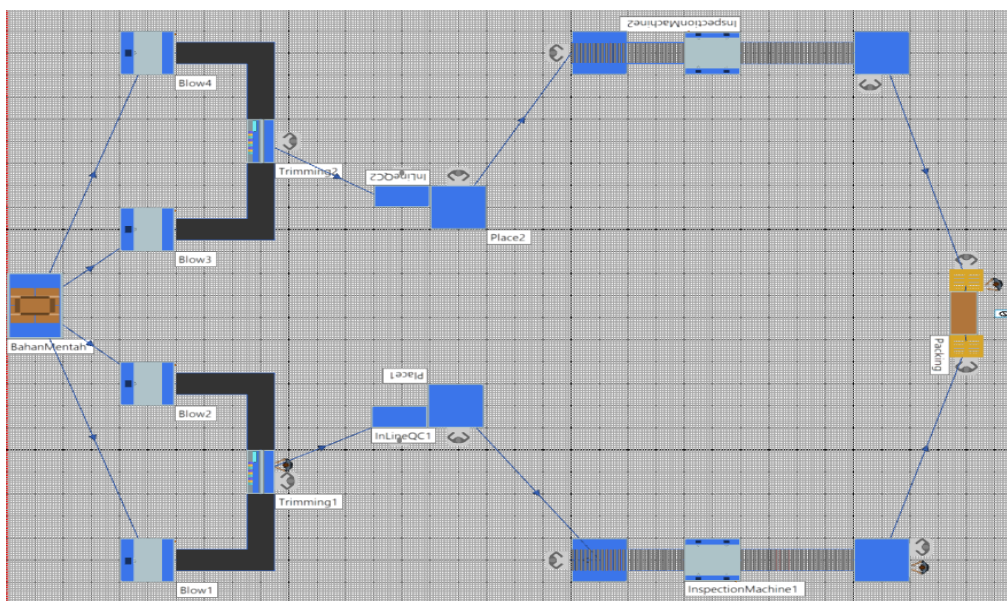 InspectionMachine2
Blow4
Trimming2
InLineQC2
Place2
Blow3
BahanMentah
Packing
Place1
Blow2
InLineQC1
Trimming1
Blow1
InspectionMachine1